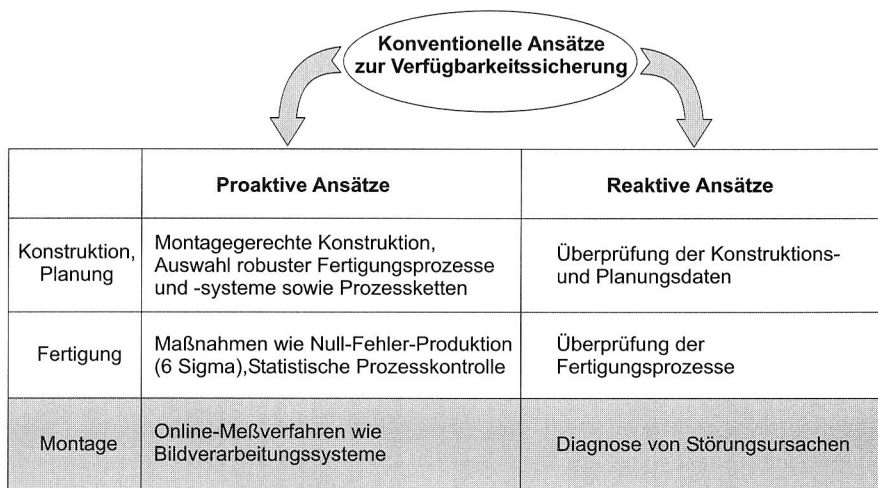 Konventionelle Ansätze
zur Verfügbarkeitssicherung
Proaktive Ansätze
Reaktive Ansätze
Konstruktion,
Planung
Montagegerechte Konstruktion,
Auswahl robuster Fertigungsprozesse
und -systeme sowie Prozessketten
Überprüfung der Konstruktions-
und Planungsdaten
Fertigung
Maßnahmen wie Null-Fehler-Produktion
(6 Sigma),Statistische Prozesskontrolle
Überprüfung der
Fertigungsprozesse
Montage
Online-Meßverfahren wie
Bildverarbeitungssysteme
Diagnose von Störungsursachen